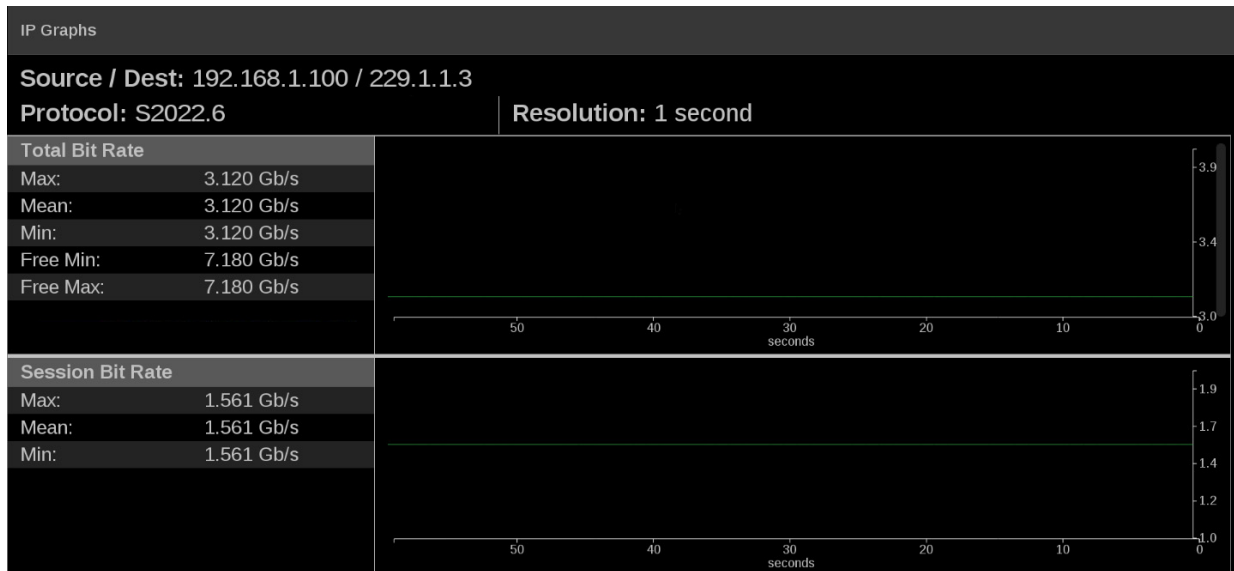 IP Graphs
Source / Dest: 192.168.1.100 / 229.1.1.3
Protocol: S2022.6
Resolution: 1 second
Total Bit Rate
Max: 3.120 Gb/s
Mean: 3.120 Gb/s
Min: 3.120 Gb/s
Free Min: 7.180 Gb/s
Free Max: 7.180 Gb/s
3.9
3.4
3.0
50 40 30 20 10 0
seconds
Session Bit Rate
Max: 1.561 Gb/s
Mean: 1.561 Gb/s
Min: 1.561 Gb/s
1.9
1.7
1.4
1.2
1.0
50 40 30 20 10 0
seconds